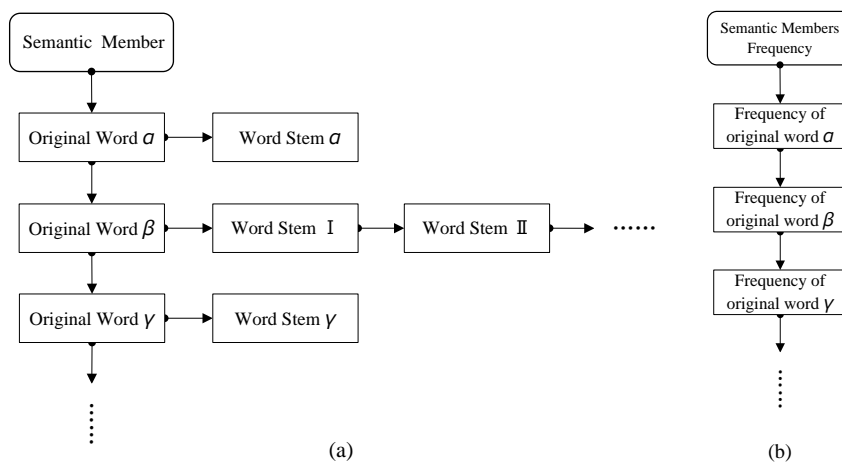 Semantic Member
Original Word α
Word Stem α
Original Word β
Word Stem Ⅰ
Word Stem Ⅱ
......
Original Word γ
Word Stem γ
......
(a)
Semantic Members
Frequency
Frequency of
original word α
Frequency of
original word β
Frequency of
original word γ
......
(b)